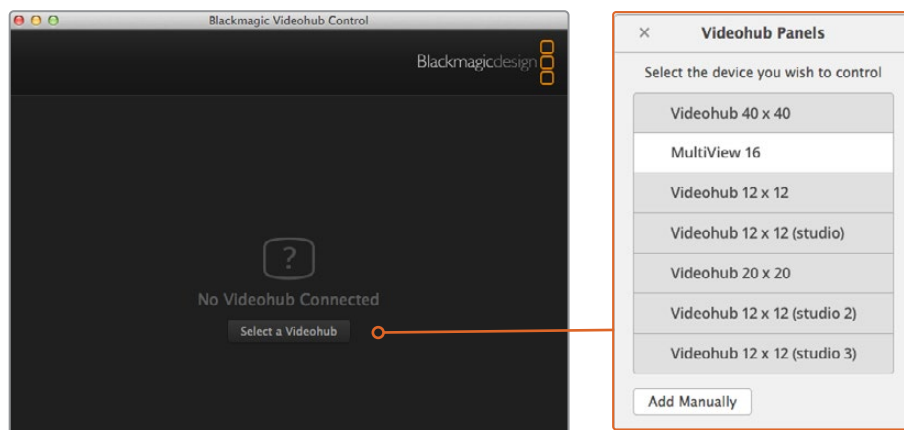 Blackmagic Videohub Control
Blackmagicdesign
?
No Videohub Connected
Select a Videohub
Videohub Panels
Select the device you wish to control
Videohub 40 x 40
MultiView 16
Videohub 12 x 12
Videohub 12 x 12 (studio)
Videohub 20 x 20
Videohub 12 x 12 (studio 2)
Videohub 12 x 12 (studio 3)
Add Manually